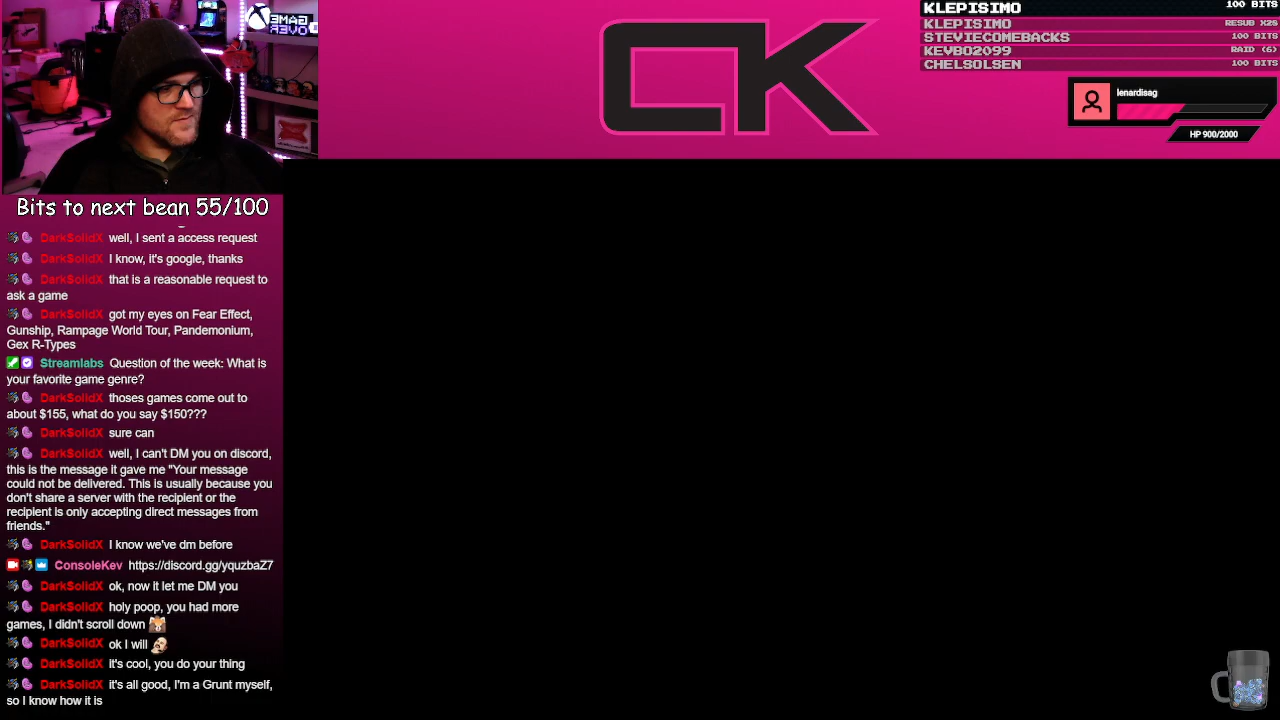 GAME
OVER
CK
KLEPISIMO 100 BITS
KLEPISIMO RESUB X26
STEVIECOMEBACKS 100 BITS
KEVBO2099 RAID (6)
CHELSOLSEN 100 BITS
lenardisag
HP 900/2000
Bits to next bean 55/100
DarkSolidX well, I sent a access request
DarkSolidX I know, it's google, thanks
DarkSolidX that is a reasonable request to
ask a game
DarkSolidX got my eyes on Fear Effect,
Gunship, Rampage World Tour, Pandemonium,
Gex R-Types
Streamlabs Question of the week: What is
your favorite game genre?
DarkSolidX thoses games come out to
about $155, what do you say $150???
DarkSolidX sure can
DarkSolidX well, I can't DM you on discord,
this is the message it gave me "Your message
could not be delivered. This is usually because you
don't share a server with the recipient or the
recipient is only accepting direct messages from
friends."
DarkSolidX I know we've dm before
ConsoleKev https://discord.gg/yquzbaZ7
DarkSolidX ok, now it let me DM you
DarkSolidX holy poop, you had more
games, I didn't scroll down
DarkSolidX ok I will
DarkSolidX it's cool, you do your thing
DarkSolidX it's all good, I'm a Grunt myself,
so I know how it is